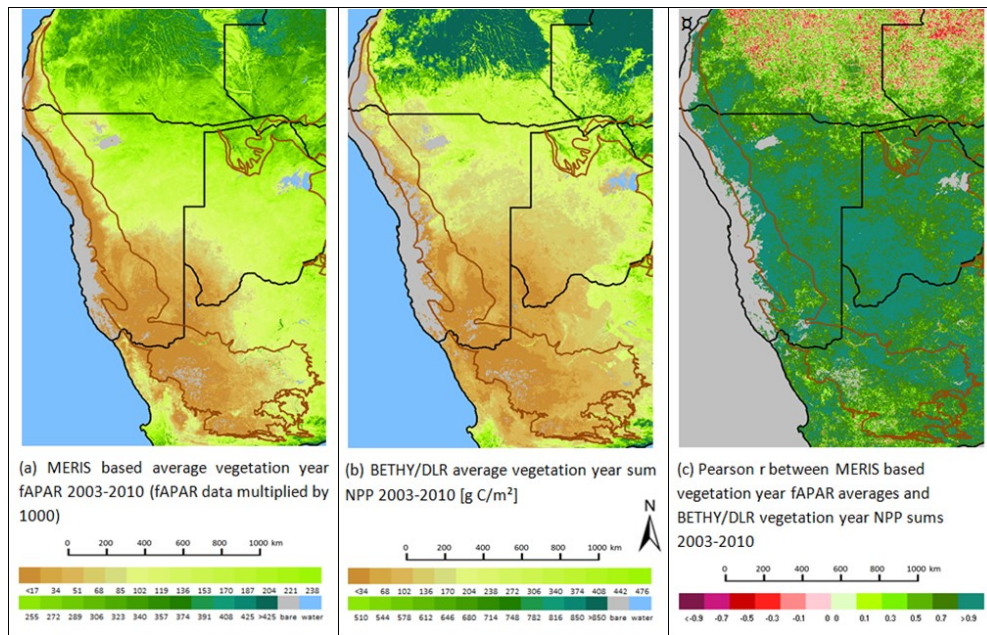 (a) MERIS based average vegetation year
fAPAR 2003-2010 (fAPAR data multiplied by
1000)
0 200 400 600 800 1000 km
<17 34 51 68 85 102 119 136 153 170 187 204 221 238
255 272 289 306 323 340 357 374 391 408 425 >425 bare water
(b) BETHY/DLR average vegetation year sum
NPP 2003-2010 [g C/m²]
N
0 200 400 600 800 1000 km
<34 68 102 136 170 204 238 272 306 340 374 408 442 476
510 544 578 612 646 680 714 748 782 816 850 >850 bare water
(c) Pearson r between MERIS based
vegetation year fAPAR averages and
BETHY/DLR vegetation year NPP sums
2003-2010
0 200 400 600 800 1000 km
<-0.9 -0.7 -0.5 -0.3 -0.1 0 0 0.1 0.3 0.5 0.7 >0.9